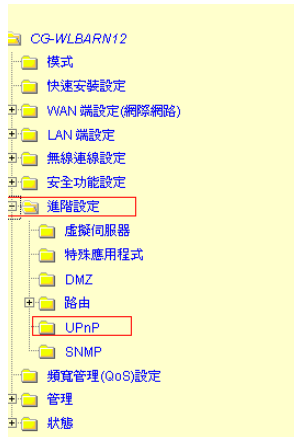 CG-WLBARN12
模式
快速安裝設定
WAN 端設定(網際網路)
LAN 端設定
無線連線設定
安全功能設定
進階設定
虛擬伺服器
特殊應用程式
DMZ
路由
UPnP
SNMP
頻寬管理(QoS)設定
管理
狀態